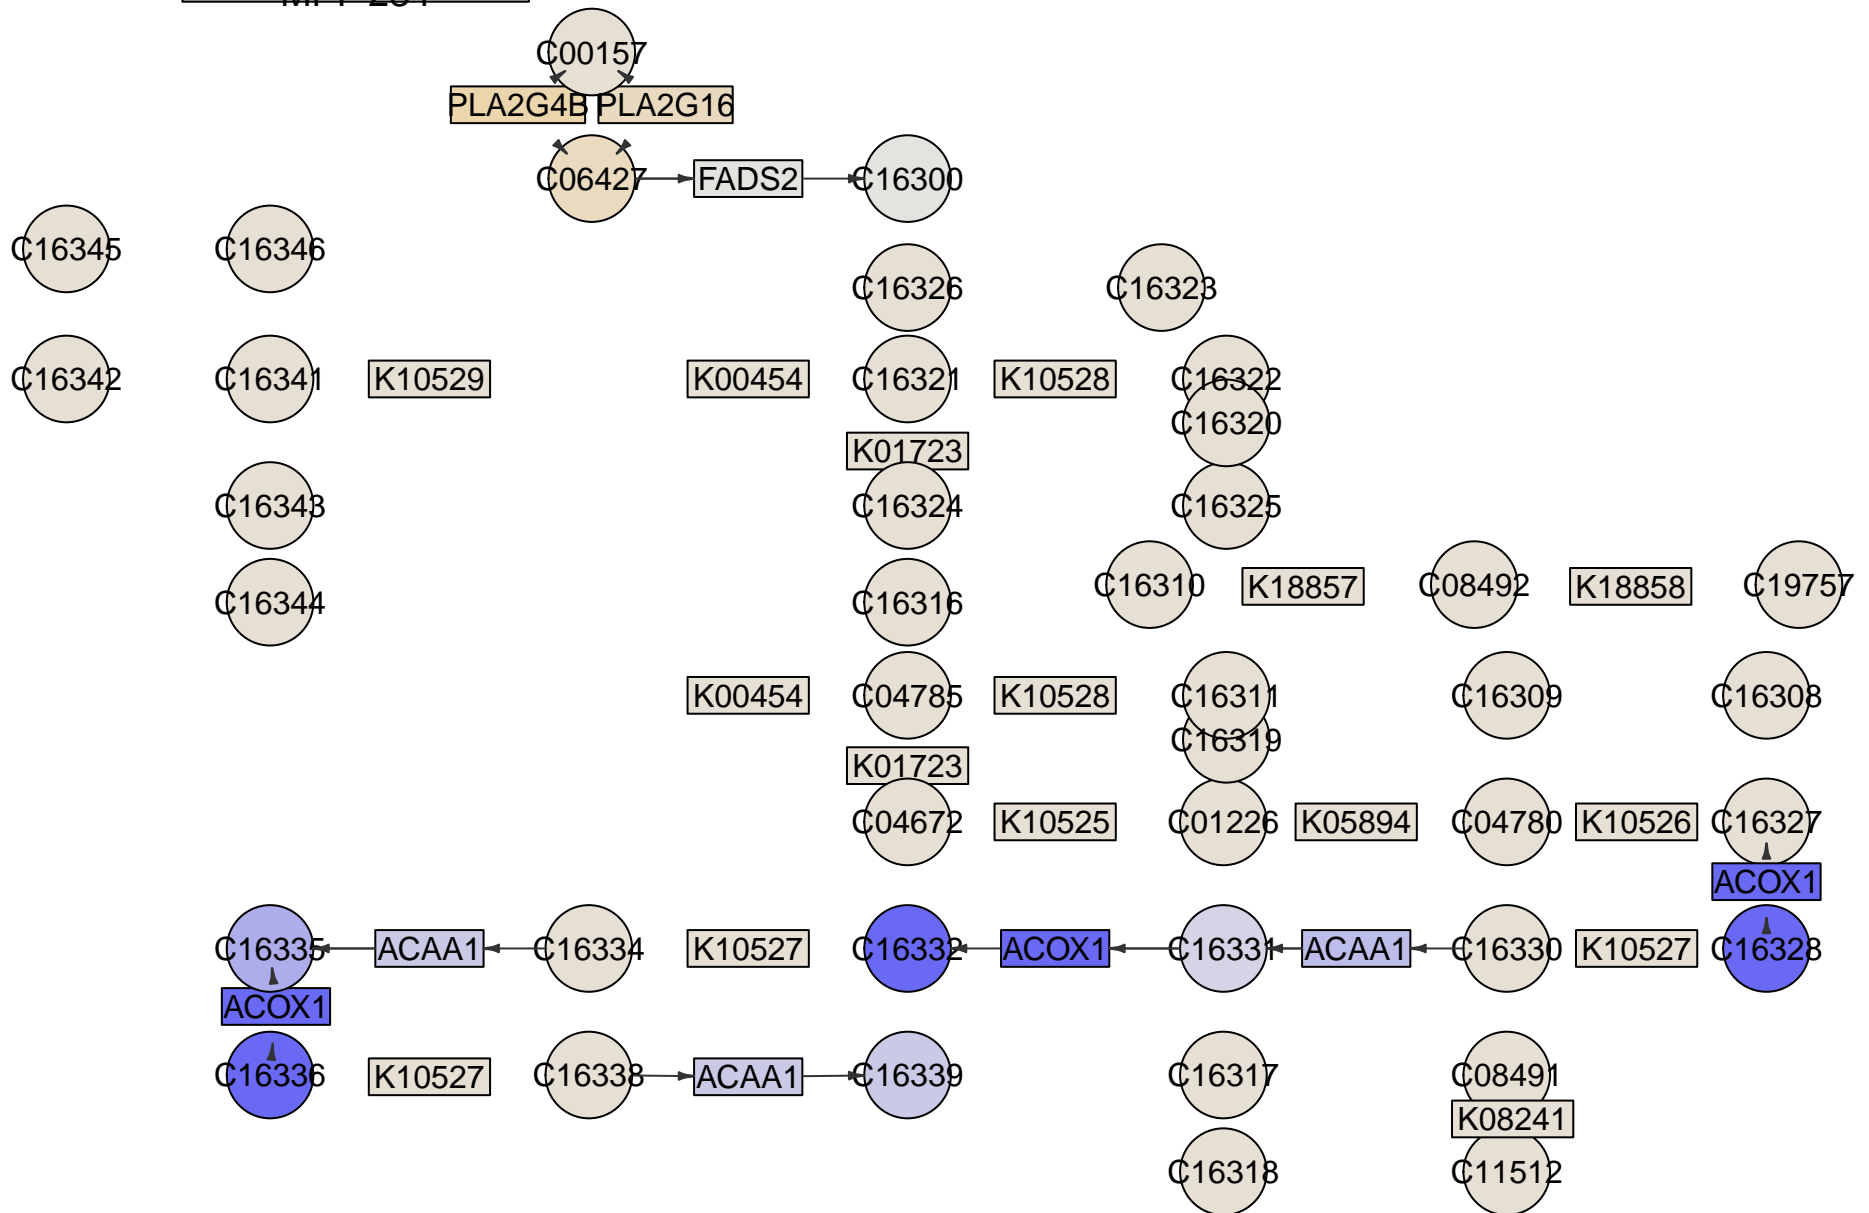 C00157
PLA2G4B PLA2G16
C06427 FADS2 C16300
C16345 C16346
C16326 C16323
C16342 C16341 K10529 K00454 C16321 K10528 C16322
C16320
K01723
C16343 C16324 C16325
C16310 K18857 C08492 K18858 C19757
C16344 C16316
K00454 C04785 K10528 C16311 C16309 C16308
C16319
K01723
C04672 K10525 C01226 K05894 C04780 K10526 C16327
ACOX1
C16335 ACAA1 C16334 K10527 C16332 ACOX1 C16331 ACAA1 C16330 K10527 C16328
ACOX1
C16336 K10527 C16338 ACAA1 C16339 C16317 C08491
K08241
C16318 C11512